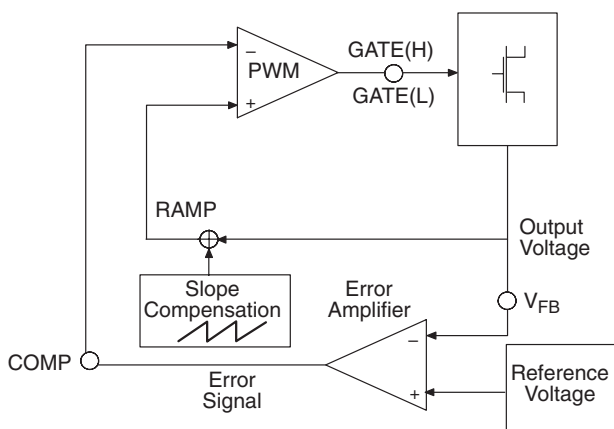 GATE(H)
PWM
GATE(L)
−
+
RAMP
Output
Voltage
Slope
Compensation
Error
Amplifier
VFB
−
+
COMP
Error
Signal
Reference
Voltage